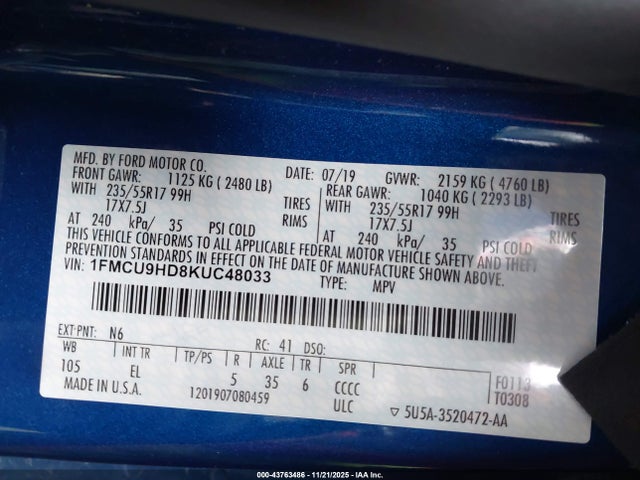 MFD. BY FORD MOTOR CO.
07/19 GVWR: 2159 KG ( 4760 LB)
FRONT GAWR: 1125 KG ( 2480 LB)
WITH 235/55R17 99H TIRES
17X7.5J RIMS
AT 240 kPa/ 35 PSI COLD
REAR GAWR: 1040 KG ( 2293 LB)
WITH 235/55R17 99H TIRES
17X7.5J RIMS
AT 240 kPa/ 35 PSI COLD
THIS VEHICLE CONFORMS TO ALL APPLICABLE FEDERAL MOTOR VEHICLE SAFETY AND THEFT
PREVENTION STANDARDS IN EFFECT ON THE DATE OF MANUFACTURE SHOWN ABOVE.
VIN: 1FMCU9HD8KUC48033
TYPE: MPV
EXT PNT: N6 RC: 41 DSO:
WB INT TR TP/PS R AXLE TR SPR
105 EL 5 35 6 CCCC
F0113
T0308
MADE IN U.S.A. 1201907080459 ULC ▽ 5U5A-3520472-AA
000-43763486 - 11/21/2025 - IAA Inc.